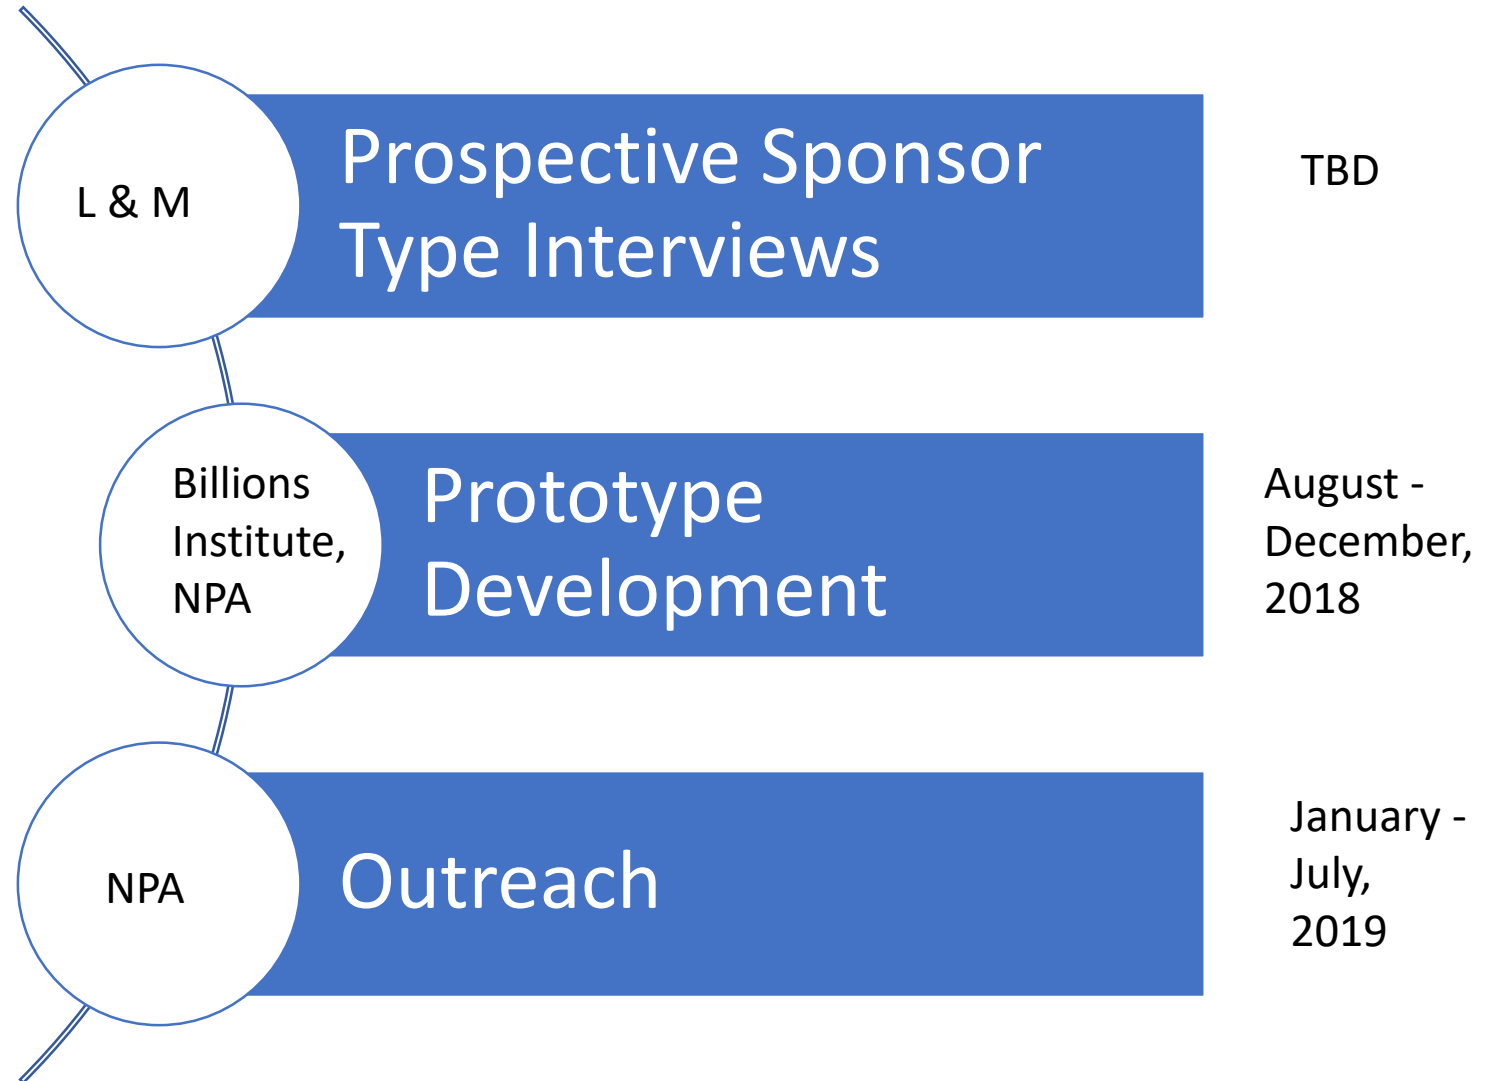 L & M
Prospective Sponsor
Type Interviews
TBD
Billions
Institute,
NPA
Prototype
Development
August -
December,
2018
NPA
Outreach
January -
July,
2019